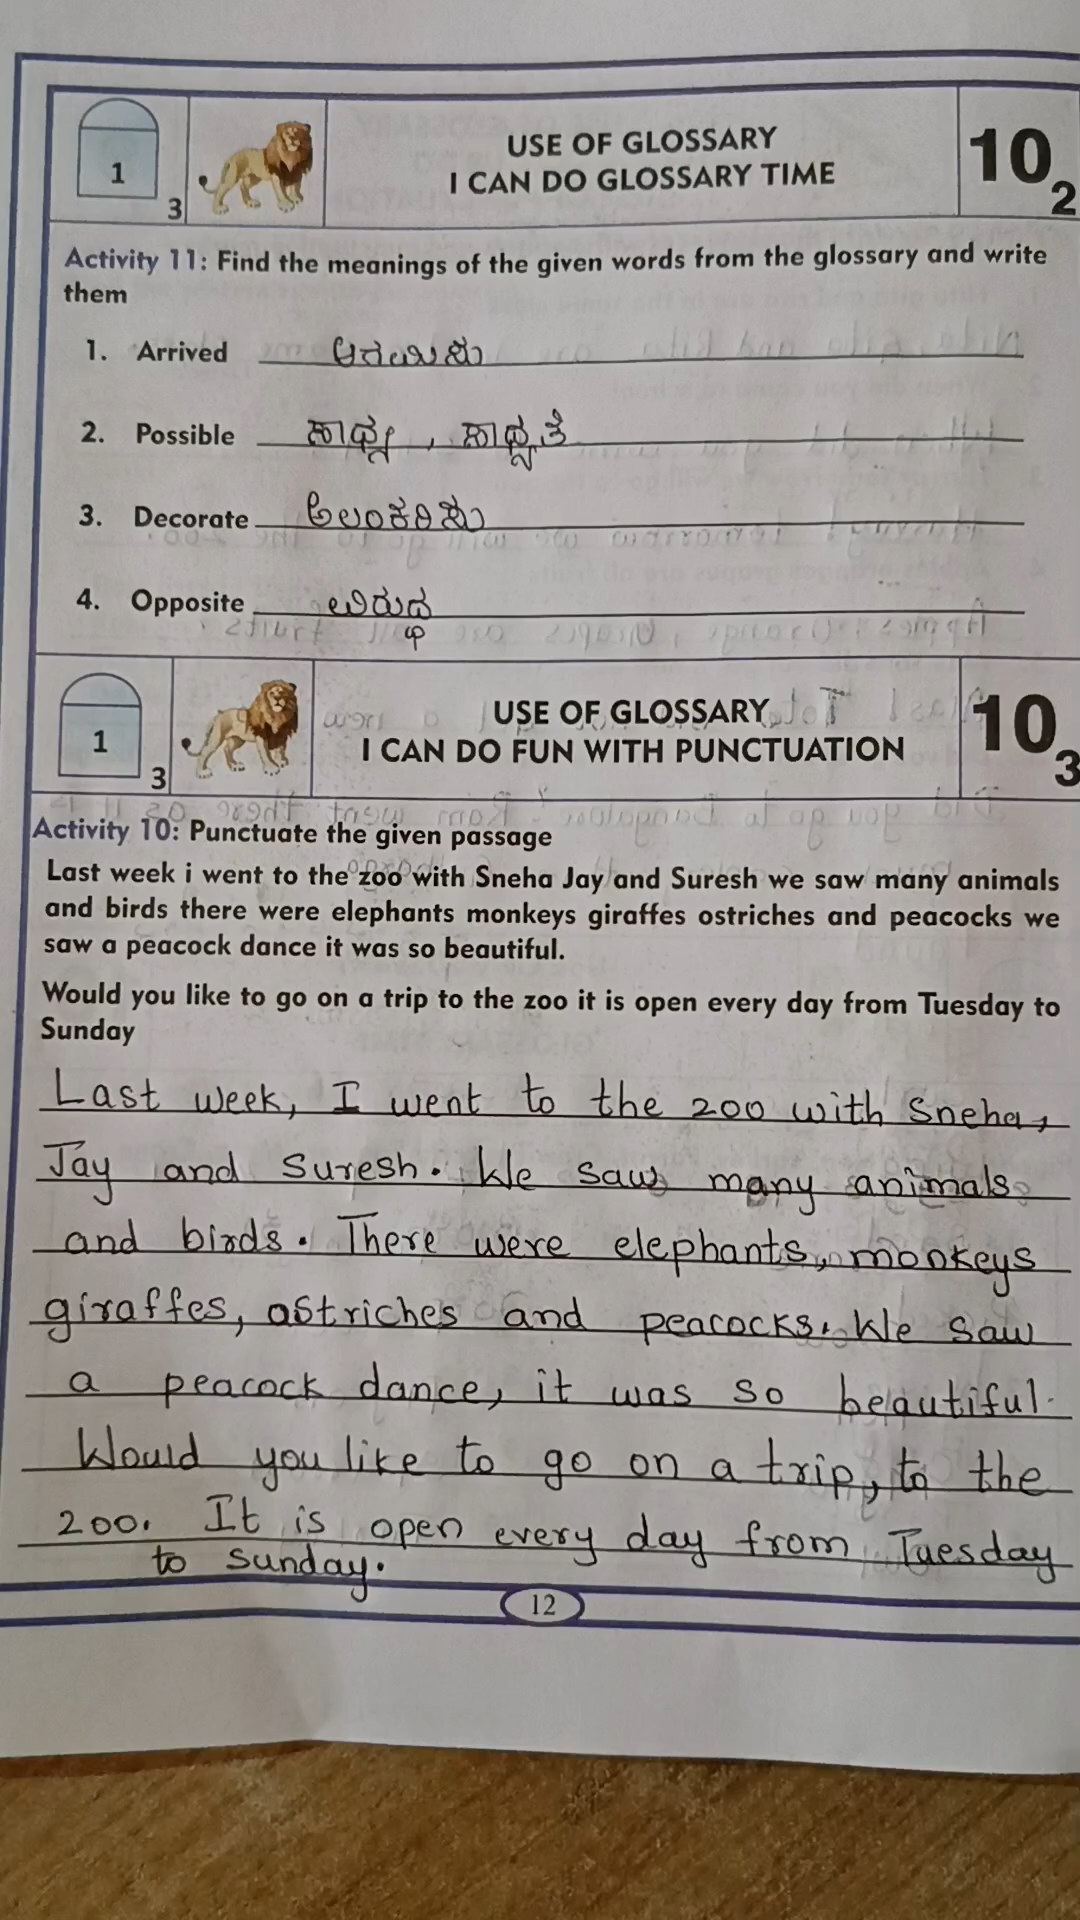 1
3
USE OF GLOSSARY
I CAN DO GLOSSARY TIME
10 2
Activity 11: Find the meanings of the given words from the glossary and write
them
1. Arrived ಆಗಮಿಸು
2. Possible ಸಾಧ್ಯ, ಸಾಧ್ಯತೆ
3. Decorate ಅಲಂಕರಿಸು
4. Opposite ವಿರುದ್ಧ
1
3
USE OF GLOSSARY
I CAN DO FUN WITH PUNCTUATION
10 3
Activity 10: Punctuate the given passage
Last week i went to the zoo with Sneha Jay and Suresh we saw many animals
and birds there were elephants monkeys giraffes ostriches and peacocks we
saw a peacock dance it was so beautiful.
Would you like to go on a trip to the zoo it is open every day from Tuesday to
Sunday
Last week, I went to the zoo with Sneha,
Jay and Suresh. We saw many animals
and birds. There were elephants, monkeys
giraffes, astriches and peacocks. We saw
a peacock dance, it was so beautiful.
Would you like to go on a trip, to the
zoo. It is open every day from Tuesday
to Sunday.
12